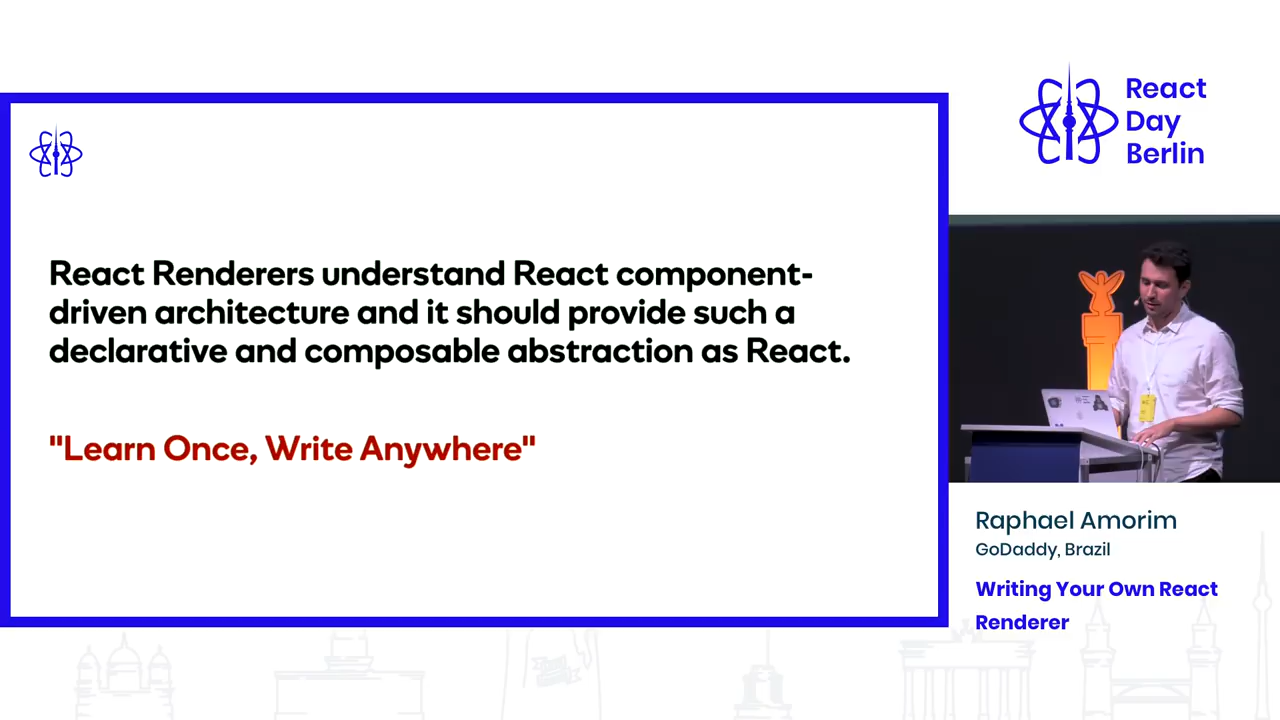 React Renderers understand React component-
driven architecture and it should provide such a
declarative and composable abstraction as React.
"Learn Once, Write Anywhere"
React
Day
Berlin
Raphael Amorim
GoDaddy, Brazil
Writing Your Own React
Renderer